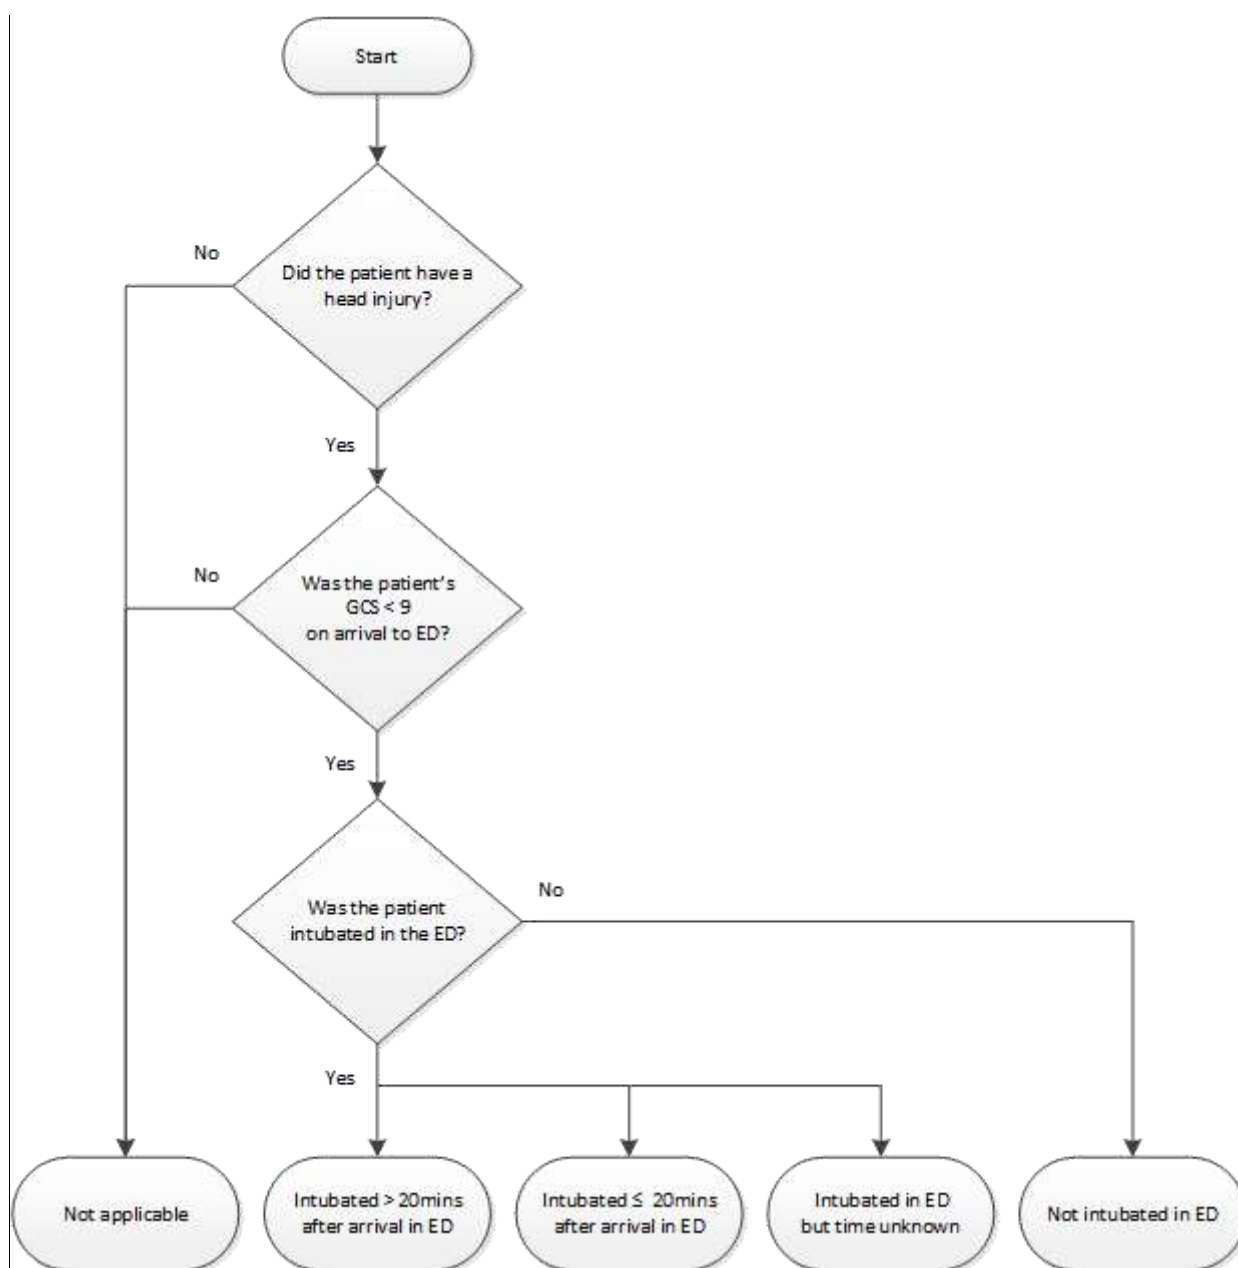 Start
No
Did the patient have a
head injury?
Yes
No
Was the patient's
GCS < 9
on arrival to ED?
Yes
No
Was the patient
intubated in the ED?
Yes
Not applicable
Intubated > 20mins
after arrival in ED
Intubated ≤ 20mins
after arrival in ED
Intubated in ED
but time unknown
Not intubated in ED